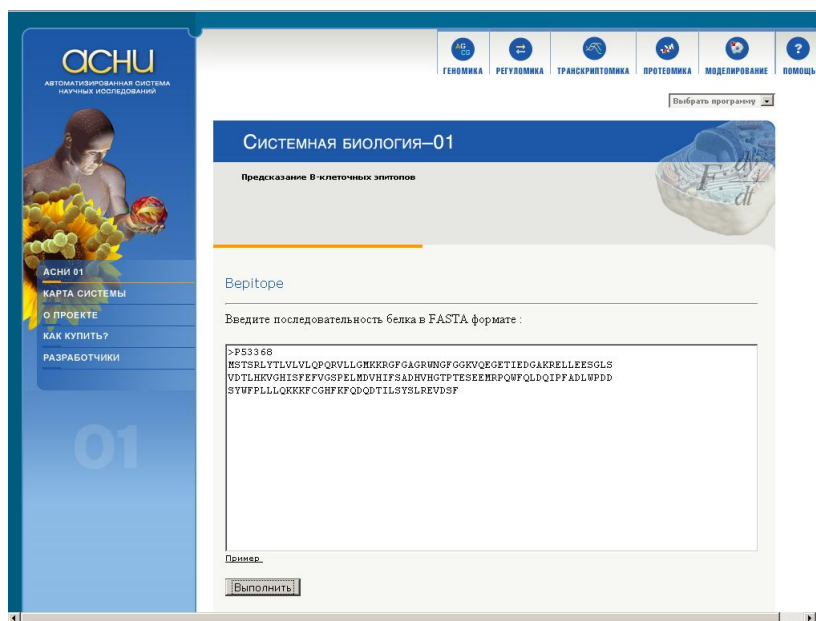 АСНИ
АВТОМАТИЗИРОВАННАЯ СИСТЕМА
НАУЧНЫХ ИССЛЕДОВАНИЙ
AG
CG
ГЕНОМИКА
РЕГУЛОМИКА
ТРАНСКРИПТОМИКА
ПРОТЕОМИКА
МОДЕЛИРОВАНИЕ
?
ПОМОЩЬ
Выбрать программу
СИСТЕМНАЯ БИОЛОГИЯ–01
Предсказание В-клеточных эпитопов
АСНИ 01
КАРТА СИСТЕМЫ
О ПРОЕКТЕ
КАК КУПИТЬ?
РАЗРАБОТЧИКИ
01
Bepitope
Введите последовательность белка в FASTA формате :
>P53368
MSTSRLYTLVLVLQPQRVLLGMKKRGFGAGRWNGFGGKVQEGETIEDGAKRELLEESGLS
VDTLHKVGHISFEFVGSPELMDVHIFSADHVHGTPTESEEMRPQWFQLDQIPFADLWPDD
SYWFPLLLQKKKFCGHFKFQDQDTILSYSLREVDSF
Пример
Выполнить